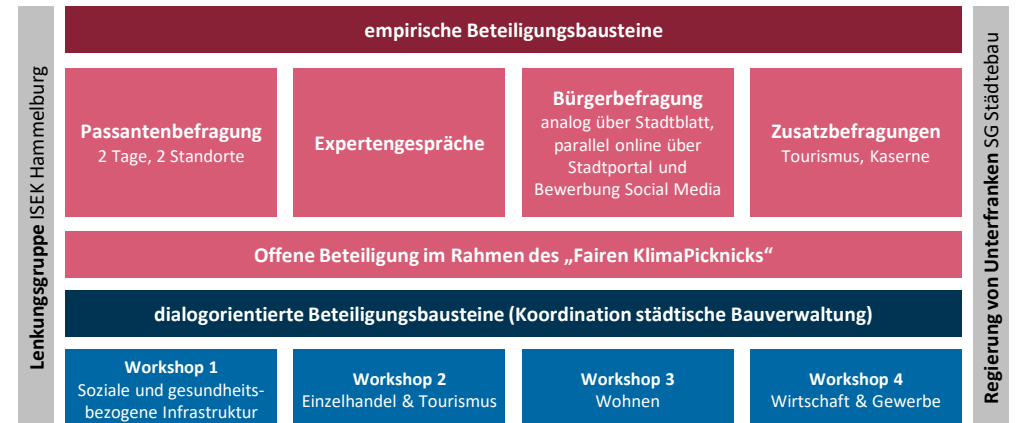 Lenkungsgruppe ISEK Hammelburg
empirische Beteiligungsbausteine
Passantenbefragung
2 Tage, 2 Standorte
Expertengespräche
Bürgerbefragung
analog über Stadtblatt,
parallel online über
Stadtportal und
Bewerbung Social Media
Zusatzbefragungen
Tourismus, Kaserne
Offene Beteiligung im Rahmen des „Fairen KlimaPicknicks“
dialogorientierte Beteiligungsbausteine (Koordination städtische Bauverwaltung)
Workshop 1
Soziale und gesundheits-
bezogene Infrastruktur
Workshop 2
Einzelhandel & Tourismus
Workshop 3
Wohnen
Workshop 4
Wirtschaft & Gewerbe
Regierung von Unterfranken SG Städtebau